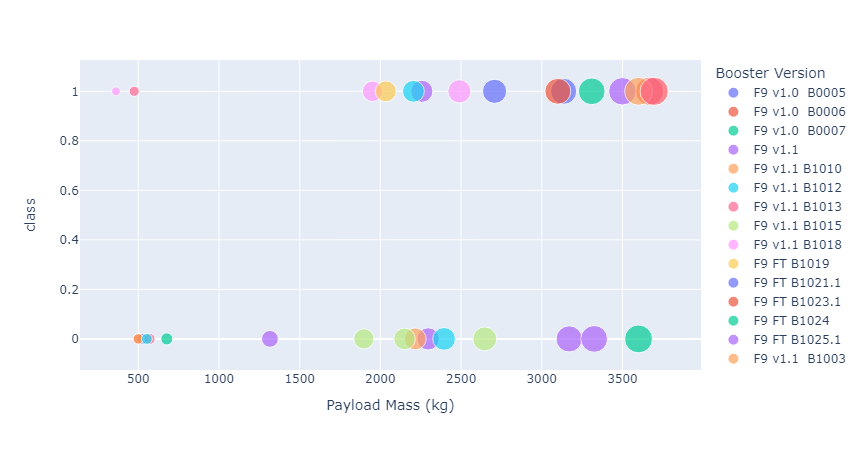 Booster Version
F9 v1.0  B0005
F9 v1.0  B0006
F9 v1.0  B0007
F9 v1.1
F9 v1.1 B1010
F9 v1.1 B1012
F9 v1.1 B1013
F9 v1.1 B1015
F9 v1.1 B1018
F9 FT B1019
F9 FT B1021.1
F9 FT B1023.1
F9 FT B1024
F9 FT B1025.1
F9 v1.1  B1003
1
0.8
0.6
0.4
0.2
0
class
500 1000 1500 2000 2500 3000 3500
Payload Mass (kg)